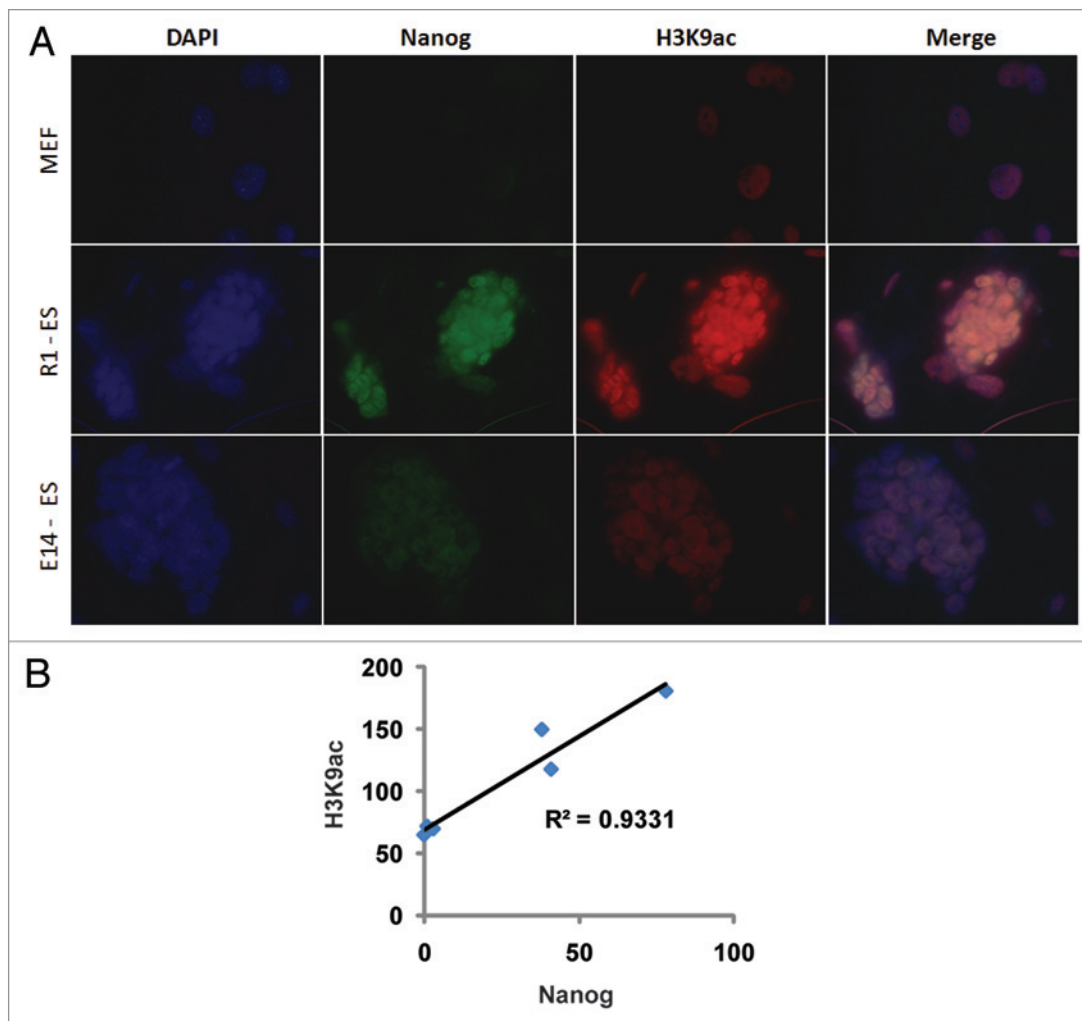 A
DAPI Nanog H3K9ac Merge
MEF
R1 - ES
E14 - ES
B
200
150
100
50
0
H3K9ac
R² = 0.9331
0 50 100
Nanog